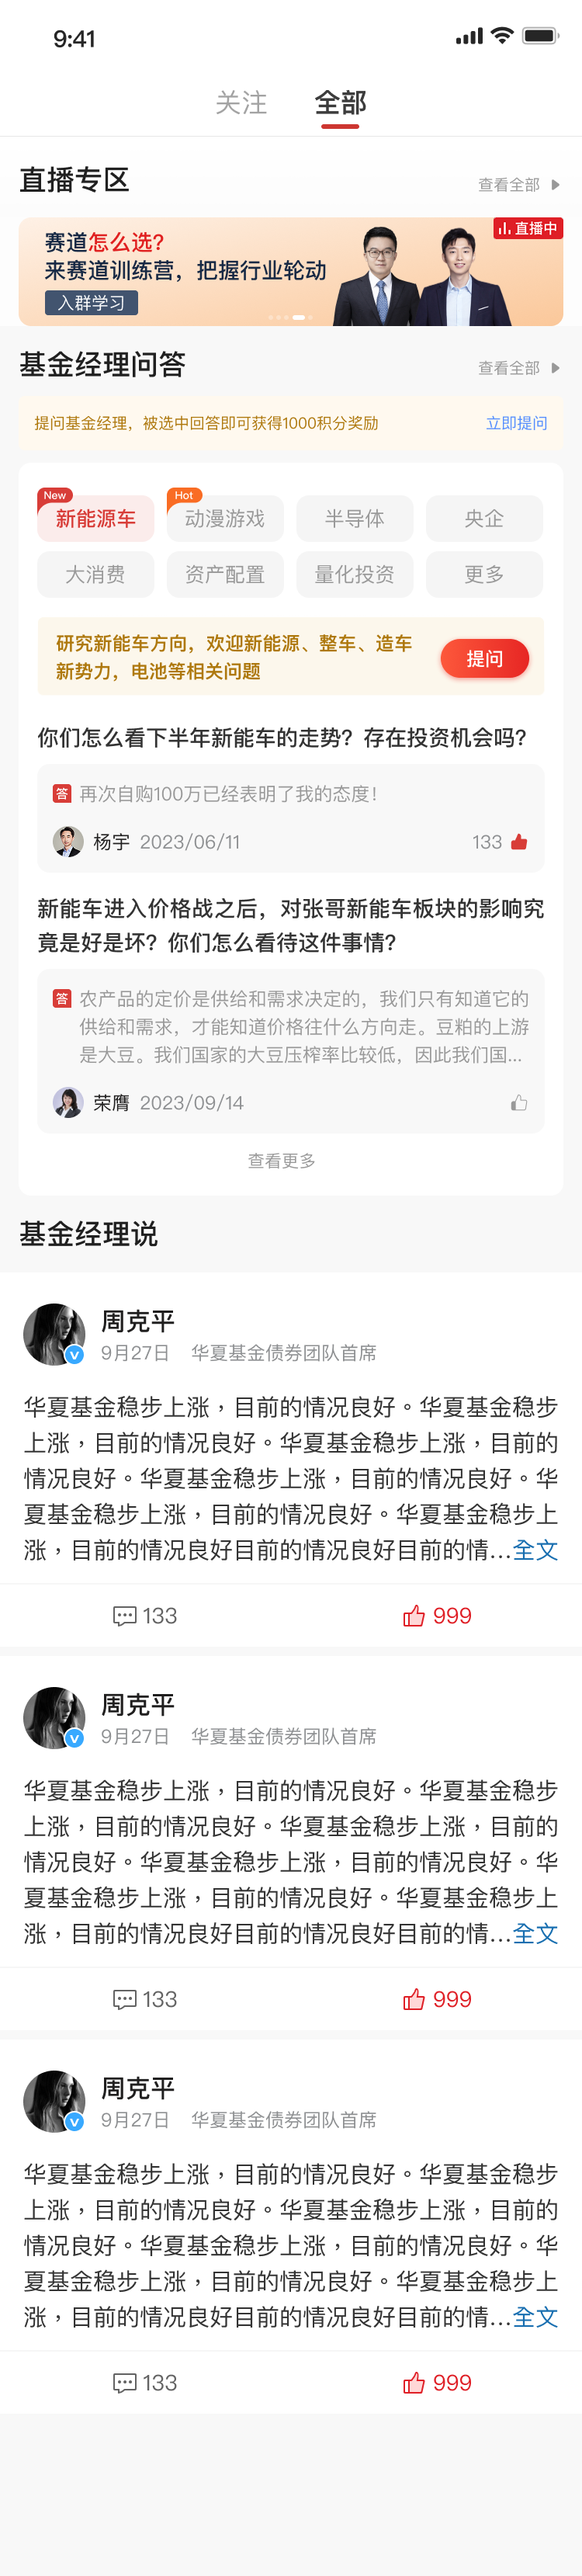 9:41
关注
全部
直播专区
查看全部
直播中
赛道怎么选?
来赛道训练营，把握行业轮动
入群学习
基金经理问答
查看全部
提问基金经理，被选中回答即可获得1000积分奖励
立即提问
New
Hot
新能源车
动漫游戏
半导体
央企
大消费
资产配置
量化投资
更多
研究新能车方向，欢迎新能源、整车、造车
新势力，电池等相关问题
提问
你们怎么看下半年新能车的走势？存在投资机会吗？
答 再次自购100万已经表明了我的态度！
杨宇 2023/06/11
133
新能车进入价格战之后，对张哥新能车板块的影响究
竟是好是坏？你们怎么看待这件事情？
答 农产品的定价是供给和需求决定的，我们只有知道它的
供给和需求，才能知道价格往什么方向走。豆粕的上游
是大豆。我们国家的大豆压榨率比较低，因此我们国...
荣膺 2023/09/14
查看更多
基金经理说
周克平
9月27日 华夏基金债券团队首席
华夏基金稳步上涨，目前的情况良好。华夏基金稳步
上涨，目前的情况良好。华夏基金稳步上涨，目前的
情况良好。华夏基金稳步上涨，目前的情况良好。华
夏基金稳步上涨，目前的情况良好。华夏基金稳步上
涨，目前的情况良好目前的情况良好目前的情...全文
133
999
周克平
9月27日 华夏基金债券团队首席
华夏基金稳步上涨，目前的情况良好。华夏基金稳步
上涨，目前的情况良好。华夏基金稳步上涨，目前的
情况良好。华夏基金稳步上涨，目前的情况良好。华
夏基金稳步上涨，目前的情况良好。华夏基金稳步上
涨，目前的情况良好目前的情况良好目前的情...全文
133
999
周克平
9月27日 华夏基金债券团队首席
华夏基金稳步上涨，目前的情况良好。华夏基金稳步
上涨，目前的情况良好。华夏基金稳步上涨，目前的
情况良好。华夏基金稳步上涨，目前的情况良好。华
夏基金稳步上涨，目前的情况良好。华夏基金稳步上
涨，目前的情况良好目前的情况良好目前的情...全文
133
999